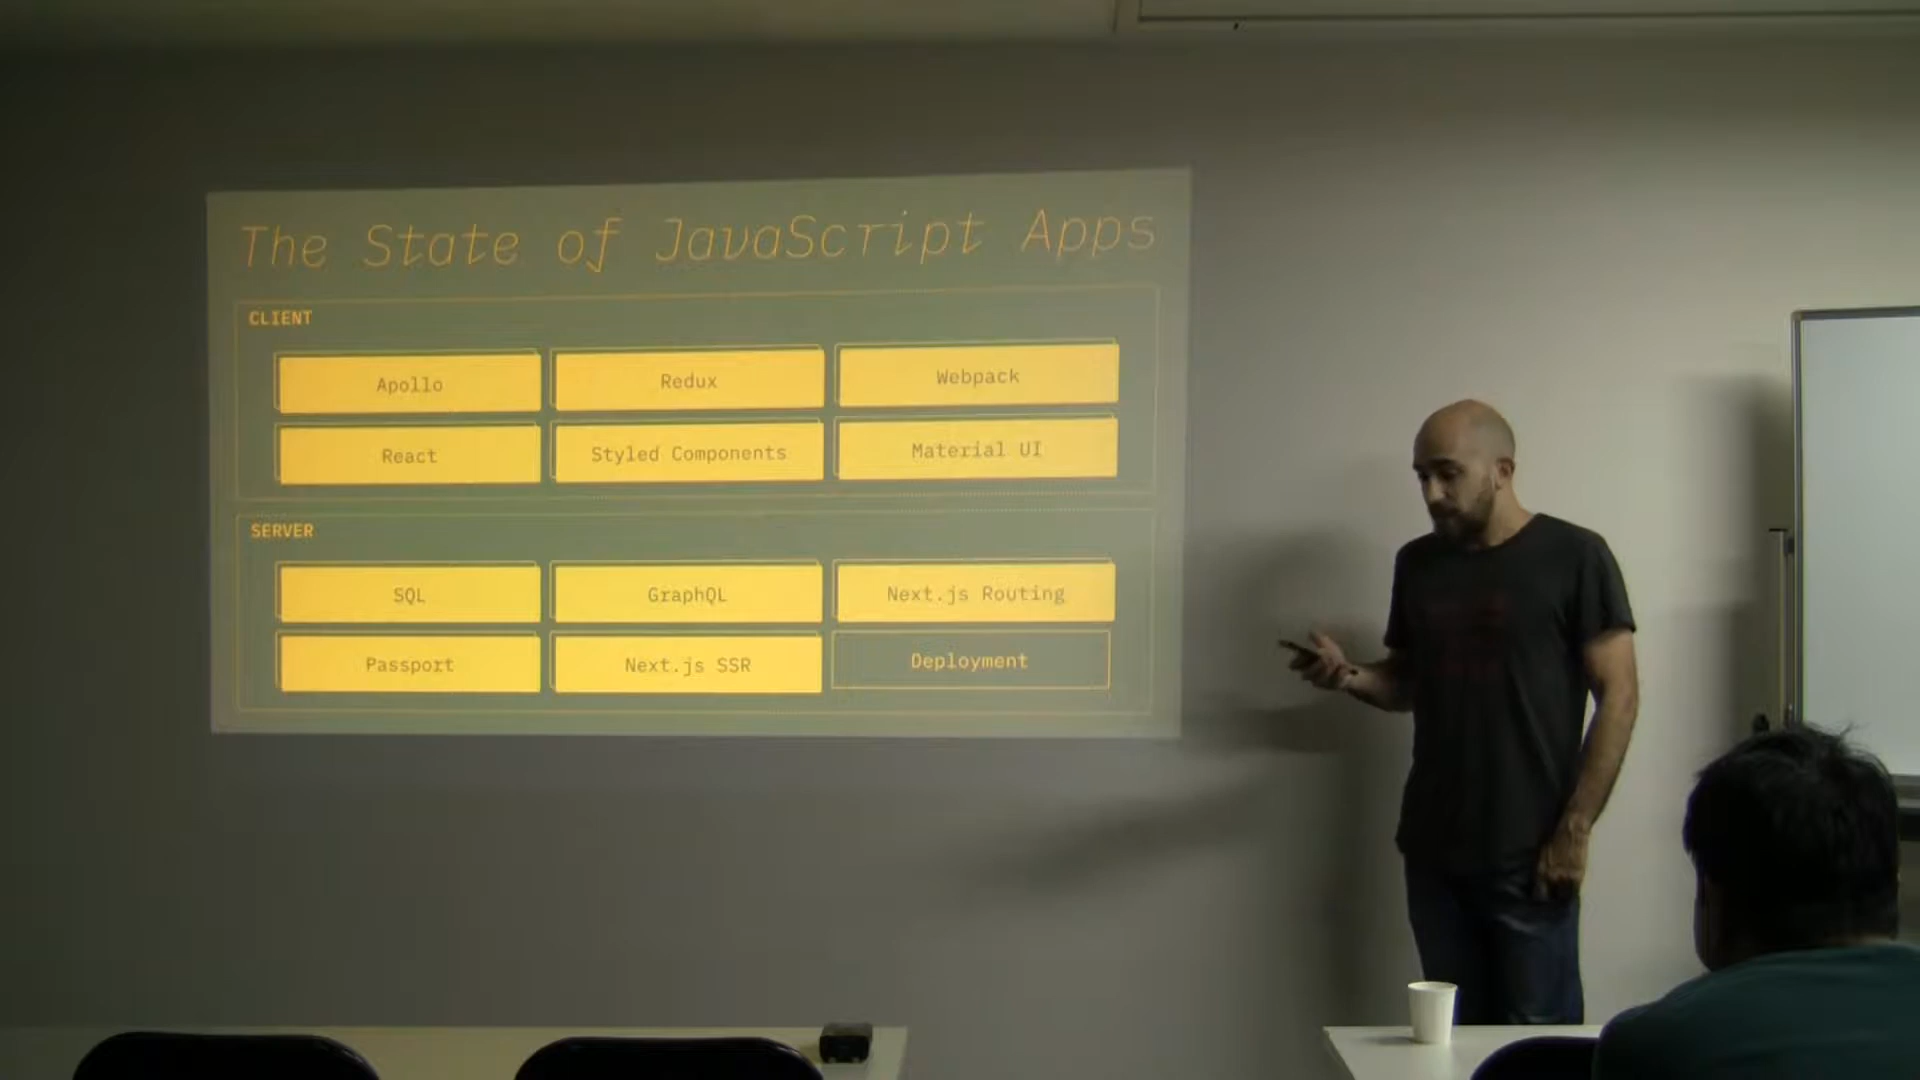 The State of JavaScript Apps
CLIENT
Apollo
Redux
Webpack
React
Styled Components
Material UI
SERVER
SQL
GraphQL
Next.js Routing
Passport
Next.js SSR
Deployment